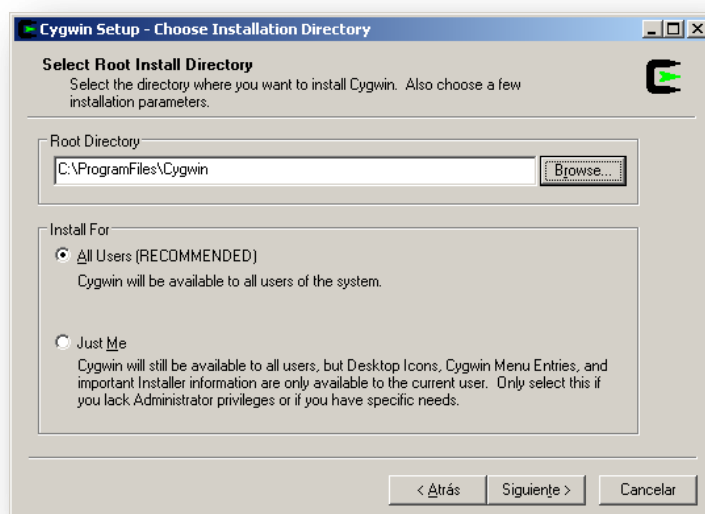 Cygwin Setup - Choose Installation Directory
Select Root Install Directory
Select the directory where you want to install Cygwin. Also choose a few
installation parameters.
Root Directory
C:\ProgramFiles\Cygwin
Browse...
Install For
All Users (RECOMMENDED)
Cygwin will be available to all users of the system.
Just Me
Cygwin will still be available to all users, but Desktop Icons, Cygwin Menu Entries, and
important Installer information are only available to the current user. Only select this if
you lack Administrator privileges or if you have specific needs.
< Atrás
Siguiente >
Cancelar